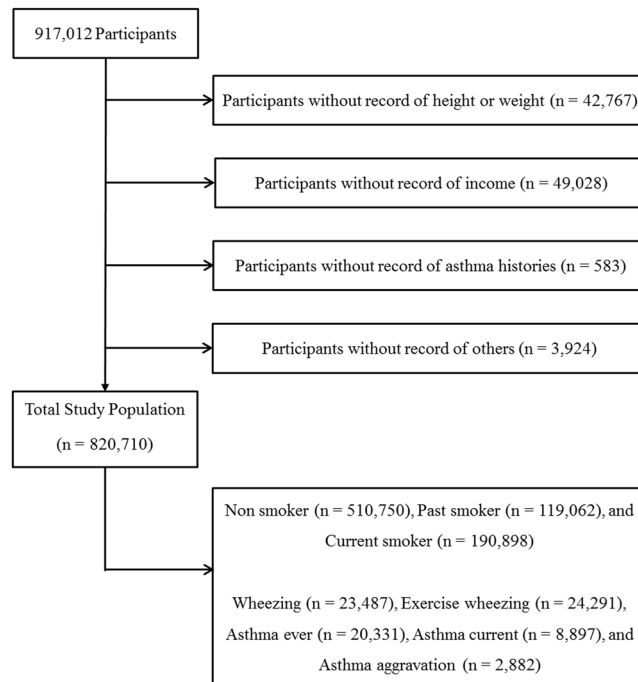 917,012 Participants
Participants without record of height or weight (n = 42,767)
Participants without record of income (n = 49,028)
Participants without record of asthma histories (n = 583)
Participants without record of others (n = 3,924)
Total Study Population
(n = 820,710)
Non smoker (n = 510,750), Past smoker (n = 119,062), and
Current smoker (n = 190,898)
Wheezing (n = 23,487), Exercise wheezing (n = 24,291),
Asthma ever (n = 20,331), Asthma current (n = 8,897), and
Asthma aggravation (n = 2,882)